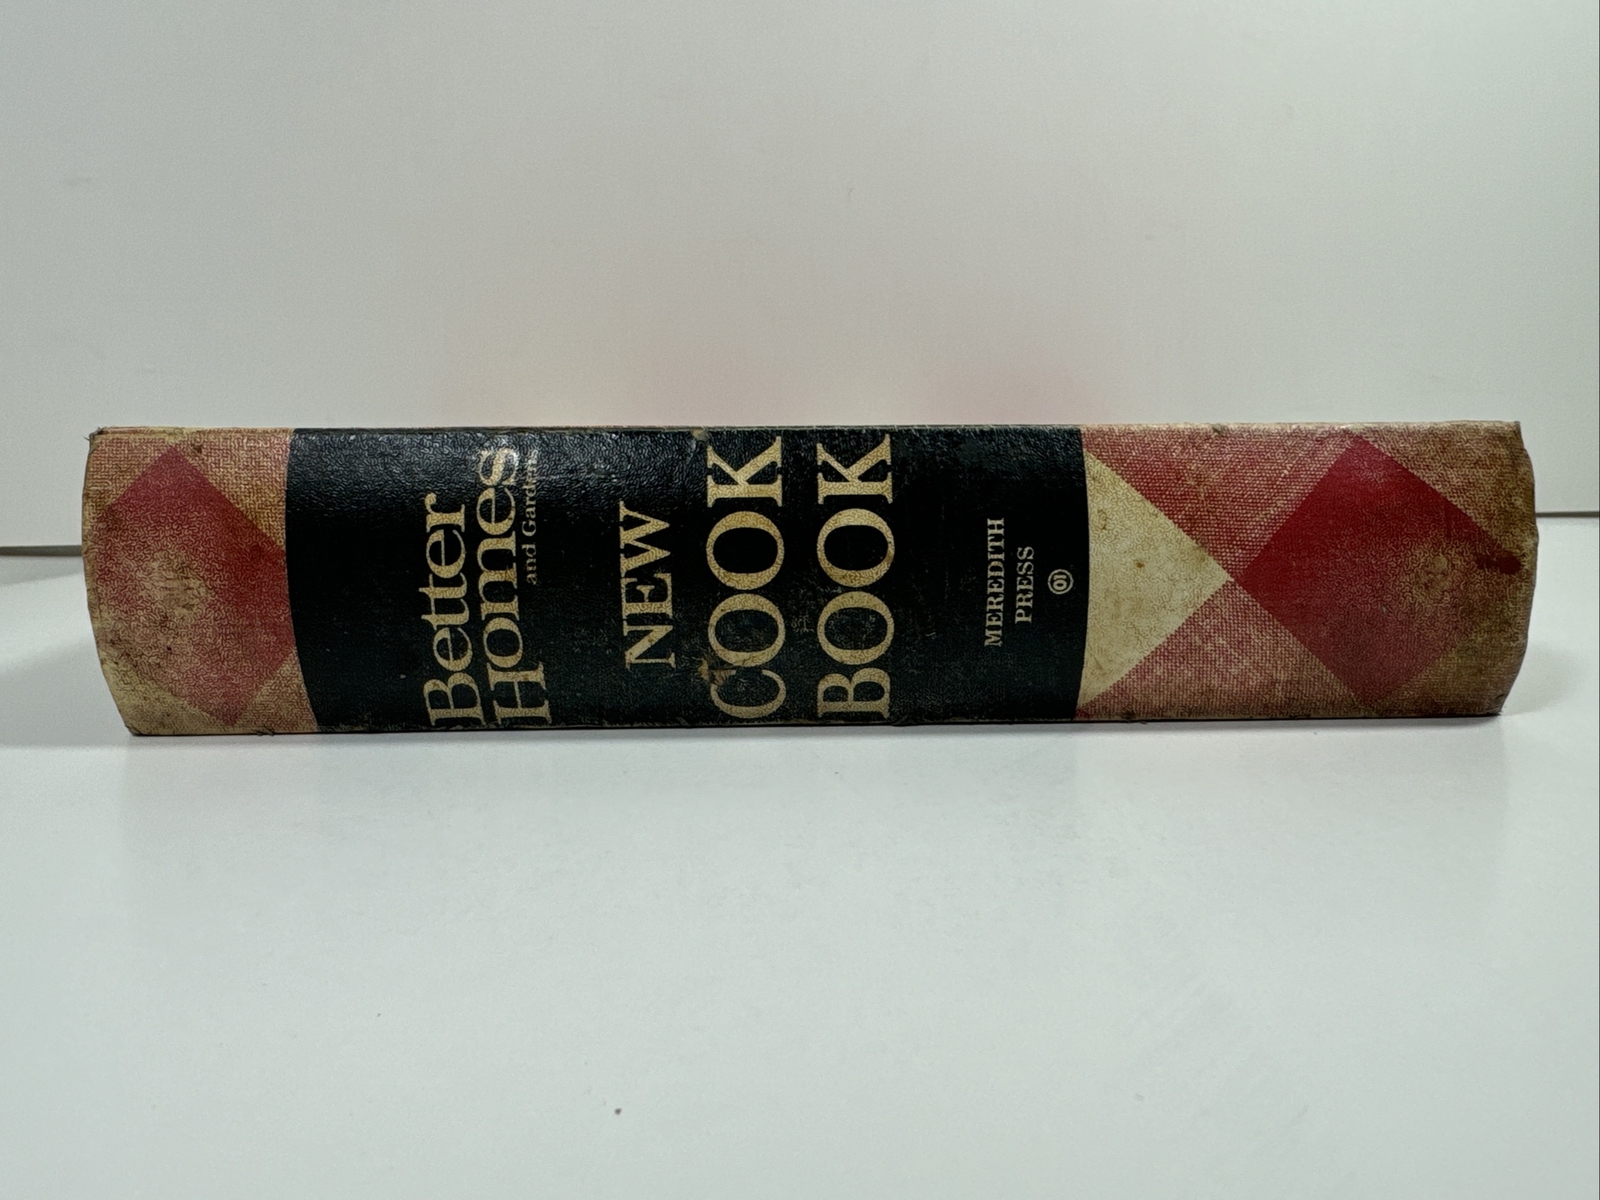 Better
Homes
and Gardens
NEW
COOK
BOOK
MEREDITH
PRESS